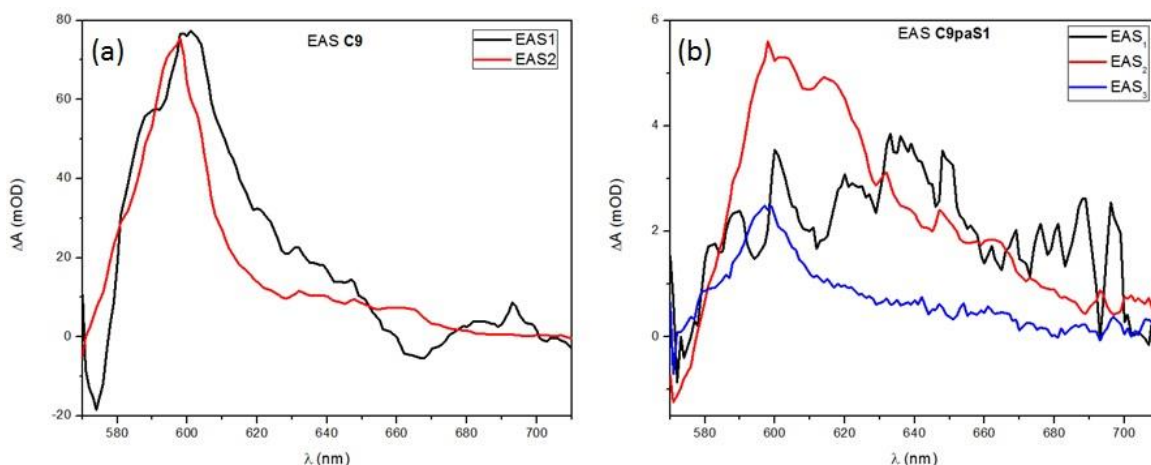 (a)
EAS C9
EAS1
EAS2
80
60
40
20
0
-20
ΔA (mOD)
580
600
620
640
660
680
700
λ (nm)
(b)
EAS C9paS1
EAS₁
EAS₂
EAS₃
6
4
2
0
ΔA (mOD)
580
600
620
640
660
680
700
λ (nm)